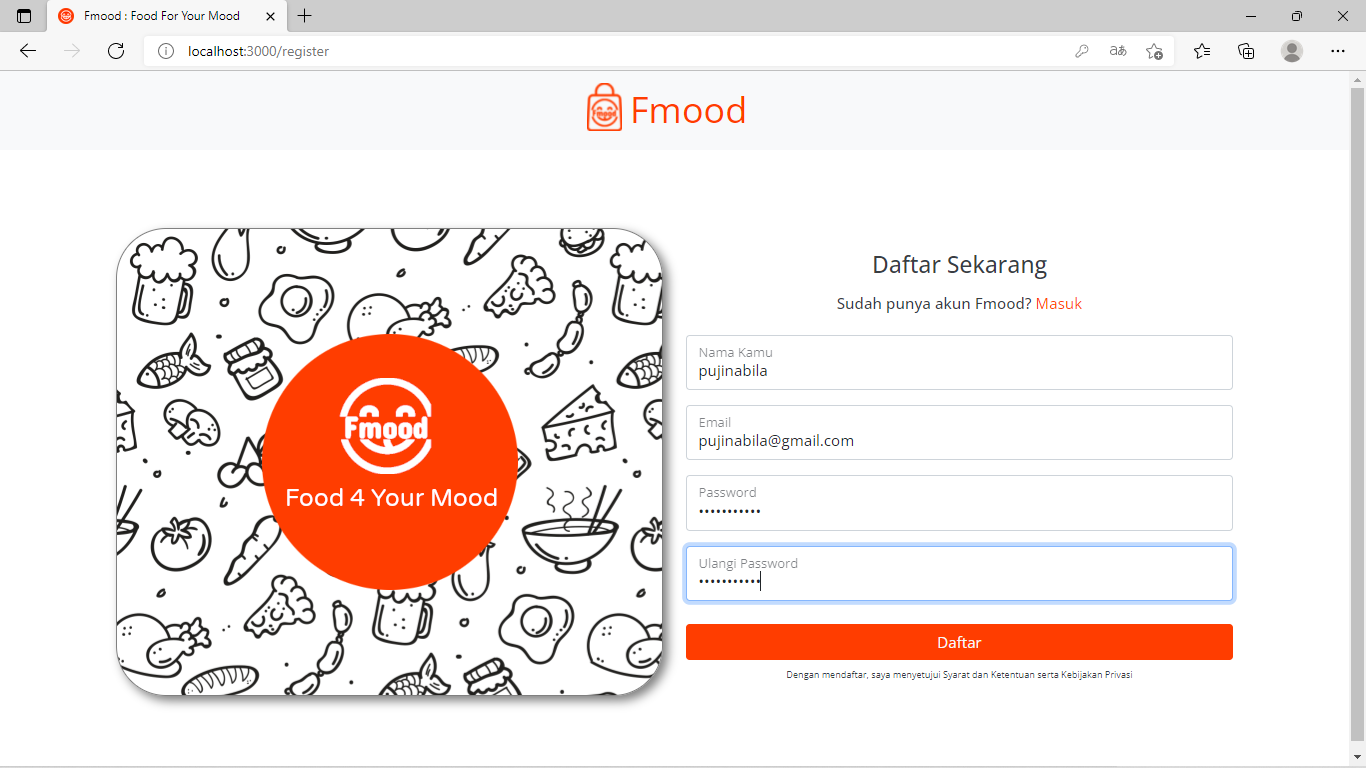 Fmood : Food For Your Mood
localhost:3000/register
aあ
Fmood
Fmood
Food 4 Your Mood
Daftar Sekarang
Sudah punya akun Fmood? Masuk
Nama Kamu
pujinabila
Email
pujinabila@gmail.com
Password
•••••••••••
Ulangi Password
•••••••••••
Daftar
Dengan mendaftar, saya menyetujui Syarat dan Ketentuan serta Kebijakan Privasi